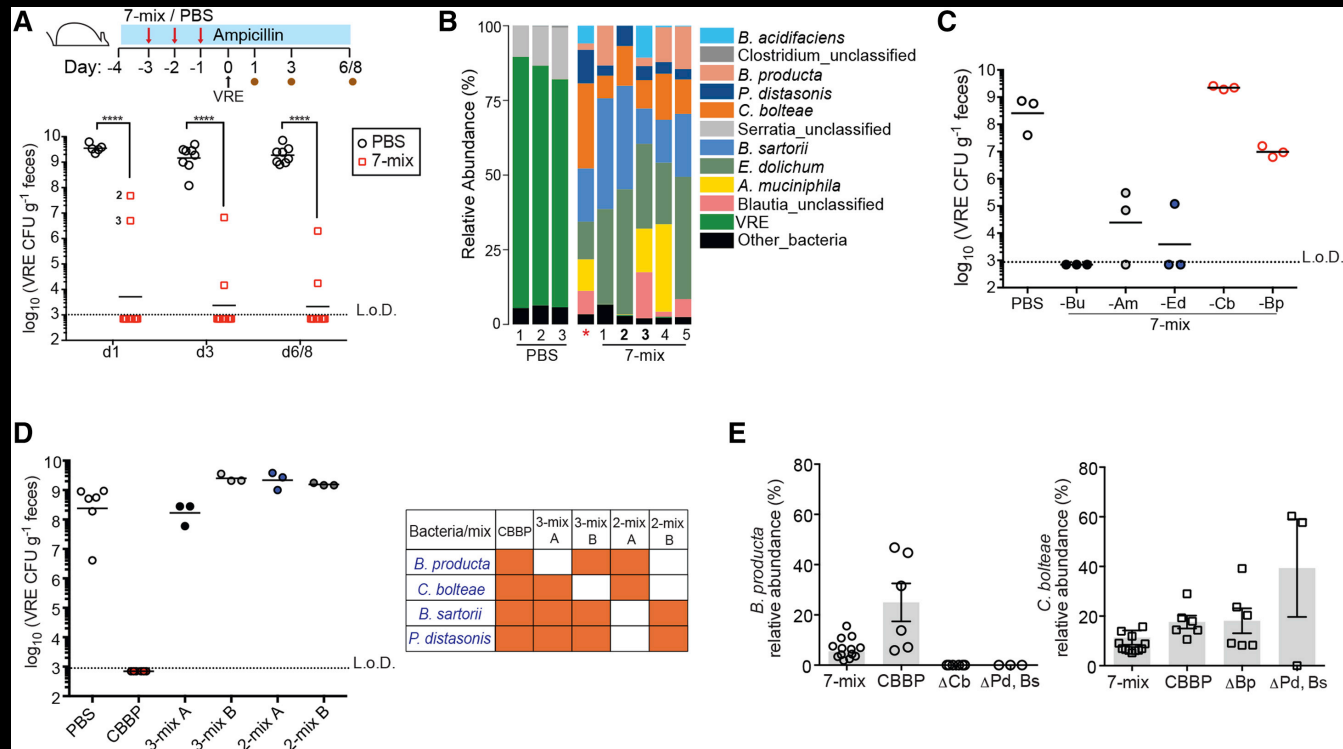 A
7-mix / PBS
Ampicillin
Day: -4 -3 -2 -1 0 1 3 6/8
VRE
log10 (VRE CFU g-1 feces)
10
9
8
7
6
5
4
3
2
****
****
****
2
3
L.o.D.
d1 d3 d6/8
PBS
7-mix
B
Relative Abundance (%)
100
75
50
25
0
1 2 3 * 1 2 3 4 5
PBS 7-mix
B. acidifaciens
Clostridium_unclassified
B. producta
P. distasonis
C. bolteae
Serratia_unclassified
B. sartorii
E. dolichum
A. muciniphila
Blautia_unclassified
VRE
Other_bacteria
C
log10 (VRE CFU g-1 feces)
10
9
8
7
6
5
4
3
2
L.o.D.
PBS -Bu -Am -Ed -Cb -Bp
7-mix
D
log10 (VRE CFU g-1 feces)
10
9
8
7
6
5
4
3
2
L.o.D.
PBS CBBP 3-mix A 3-mix B 2-mix A 2-mix B
Bacteria/mix CBBP 3-mix A 3-mix B 2-mix A 2-mix B
B. producta
C. bolteae
B. sartorii
P. distasonis
E
B. producta
relative abundance (%)
80
60
40
20
0
7-mix CBBP ΔCb ΔPd, Bs
C. bolteae
relative abundance (%)
80
60
40
20
0
7-mix CBBP ΔBp ΔPd, Bs